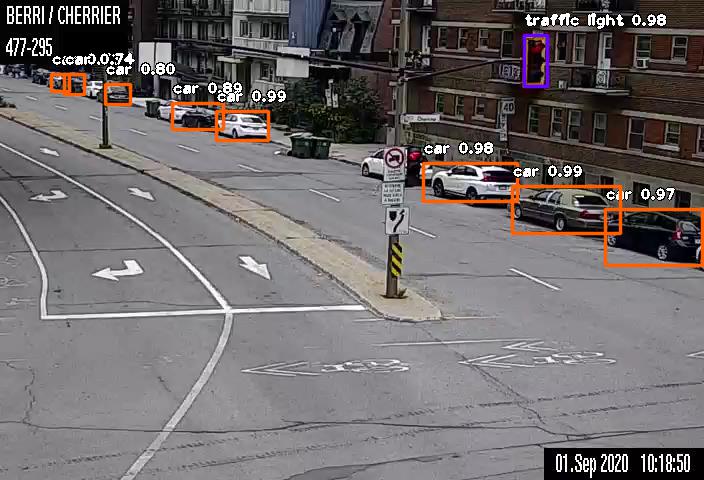 BERRI / CHERRIER
477-295
traffic light 0.98
car 0.74
car 0.80
car 0.89
car 0.99
car 0.98
car 0.99
car 0.97
40
Cherrier
01.Sep 2020 10:18:50